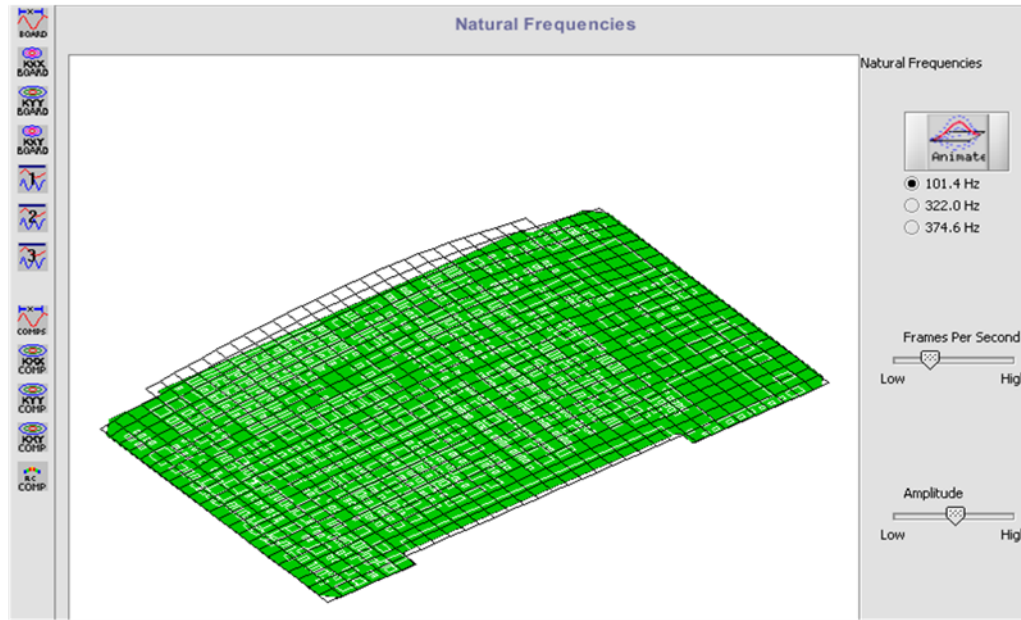 Natural Frequencies
BOARD
KXX
BOARD
KYY
BOARD
KXY
BOARD
1
2
3
COMPS
KXX
COMP
KYY
COMP
KXY
COMP
COMP
Natural Frequencies
Animate
101.4 Hz
322.0 Hz
374.6 Hz
Frames Per Second
Low
High
Amplitude
Low
High